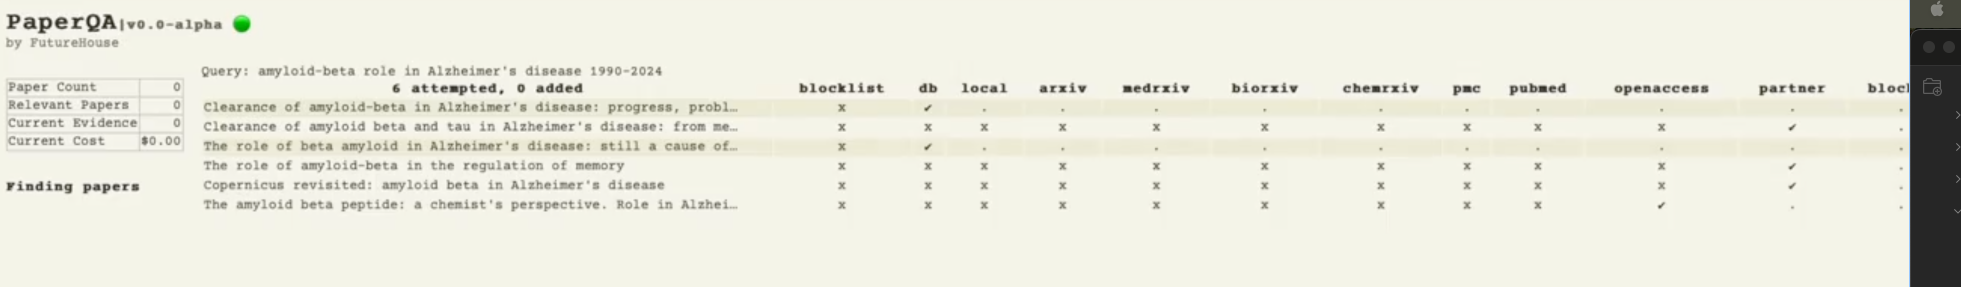 PaperQA|v0.0-alpha
by FutureHouse
Paper Count 0
Relevant Papers 0
Current Evidence 0
Current Cost $0.00
Finding papers
Query: amyloid-beta role in Alzheimer's disease 1990-2024
6 attempted, 0 added blocklist db local arxiv medrxiv biorxiv chemrxiv pmc pubmed openaccess partner bloc
Clearance of amyloid-beta in Alzheimer's disease: progress, probl… x ✔ . . . . . . . . . .
Clearance of amyloid beta and tau in Alzheimer's disease: from me… x x x x x x x x x x ✔ .
The role of beta amyloid in Alzheimer's disease: still a cause of… x ✔ . . . . . . . . . .
The role of amyloid-beta in the regulation of memory x x x x x x x x x x ✔ .
Copernicus revisited: amyloid beta in Alzheimer's disease x x x x x x x x x x ✔ .
The amyloid beta peptide: a chemist's perspective. Role in Alzhei… x x x x x x x x x ✔ . .